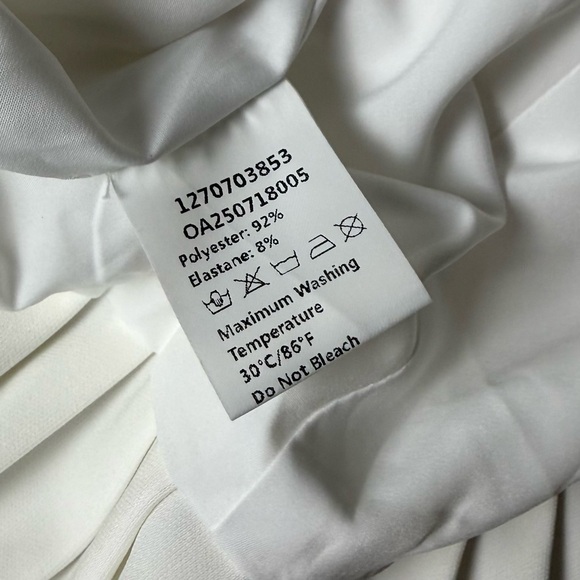 1270703853
OA250718005
Polyester: 92%
Elastane: 8%
Maximum Washing
Temperature
30°C/86°F
Do Not Bleach